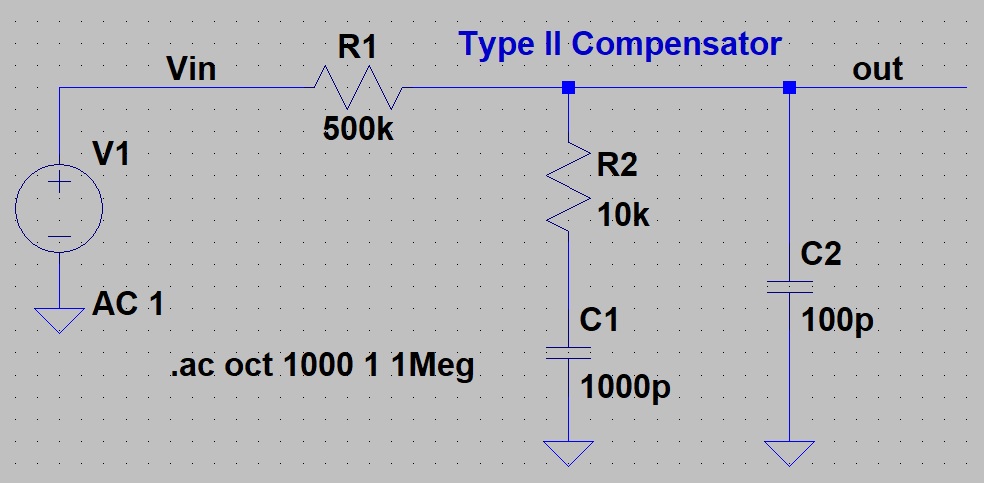 Type II Compensator
R1
Vin
out
500k
V1
R2
10k
C2
AC 1
C1
100p
.ac oct 1000 1 1Meg
1000p